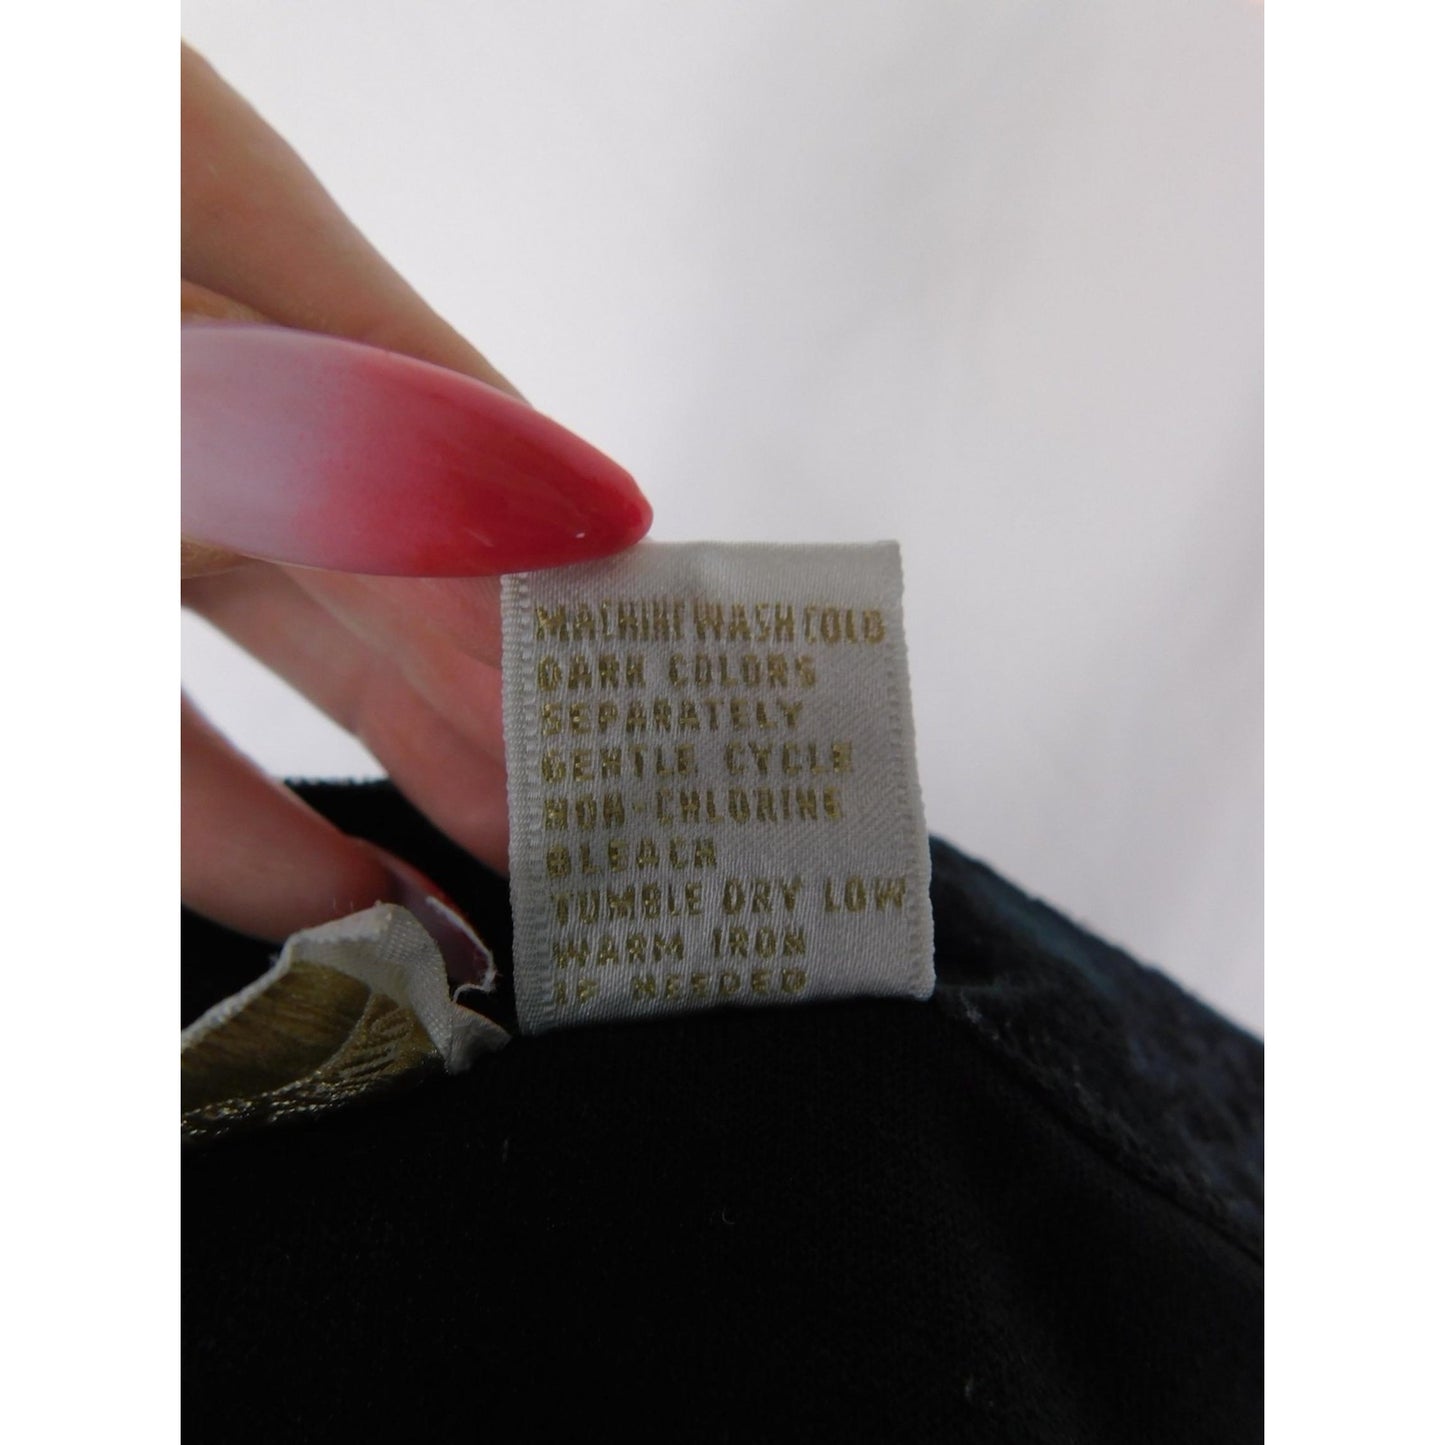 MACHINE WASH COLD
DARK COLORS
SEPARATELY
GENTLE CYCLE
NON-CHLORINE
BLEACH
TUMBLE DRY LOW
WARM IRON
IF NEEDED